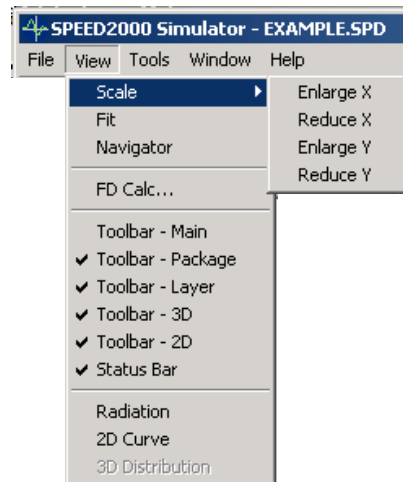 SPEED2000 Simulator - EXAMPLE.SPD
File View Tools Window Help
Scale
Enlarge X
Reduce X
Enlarge Y
Reduce Y
Fit
Navigator
FD Calc...
Toolbar - Main
Toolbar - Package
Toolbar - Layer
Toolbar - 3D
Toolbar - 2D
Status Bar
Radiation
2D Curve
3D Distribution